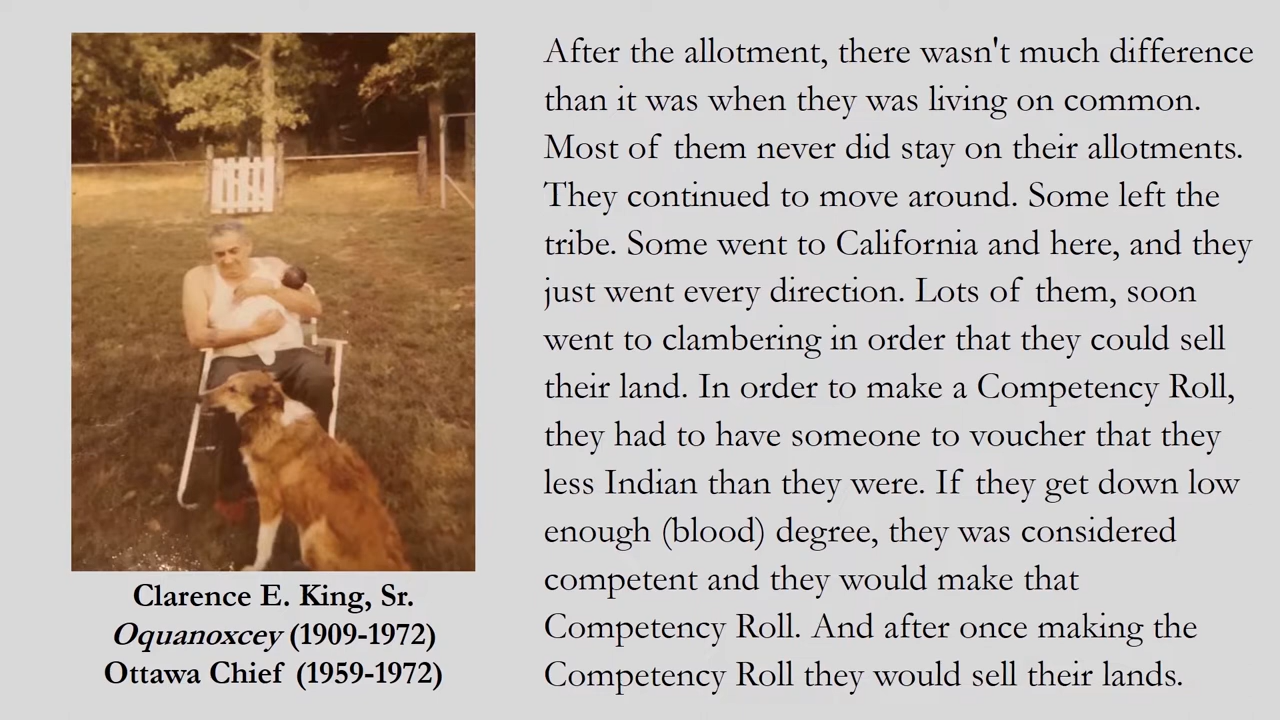 After the allotment, there wasn't much difference
than it was when they was living on common.
Most of them never did stay on their allotments.
They continued to move around. Some left the
tribe. Some went to California and here, and they
just went every direction. Lots of them, soon
went to clambering in order that they could sell
their land. In order to make a Competency Roll,
they had to have someone to voucher that they
less Indian than they were. If they get down low
enough (blood) degree, they was considered
competent and they would make that
Competency Roll. And after once making the
Competency Roll they would sell their lands.
Clarence E. King, Sr.
Oquanoxcey (1909-1972)
Ottawa Chief (1959-1972)